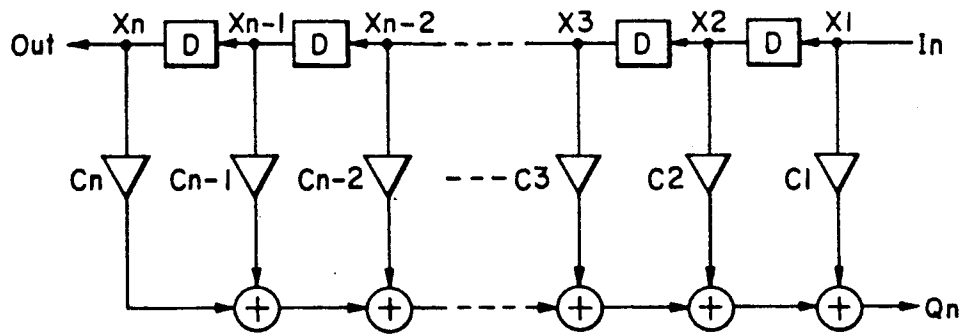 Out Xn D Xn-1 D Xn-2 X3 D X2 D X1 In
Cn Cn-1 Cn-2 C3 C2 C1
+ + + + + Qn